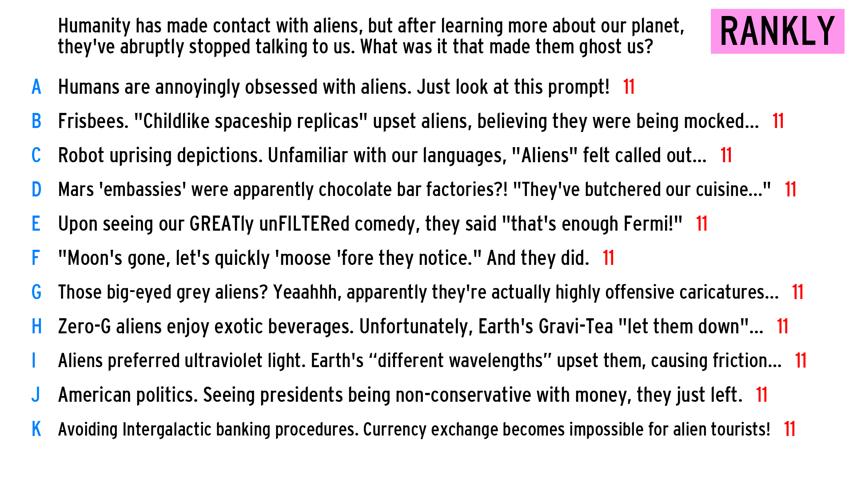 Humanity has made contact with aliens, but after learning more about our planet,
they've abruptly stopped talking to us. What was it that made them ghost us?
RANKLY
A Humans are annoyingly obsessed with aliens. Just look at this prompt! 11
B Frisbees. "Childlike spaceship replicas" upset aliens, believing they were being mocked... 11
C Robot uprising depictions. Unfamiliar with our languages, "Aliens" felt called out... 11
D Mars 'embassies' were apparently chocolate bar factories?! "They've butchered our cuisine..." 11
E Upon seeing our GREATly unFILTERed comedy, they said "that's enough Fermi!" 11
F "Moon's gone, let's quickly 'moose 'fore they notice." And they did. 11
G Those big-eyed grey aliens? Yeaahhh, apparently they're actually highly offensive caricatures... 11
H Zero-G aliens enjoy exotic beverages. Unfortunately, Earth's Gravi-Tea "let them down"... 11
I Aliens preferred ultraviolet light. Earth's “different wavelengths” upset them, causing friction... 11
J American politics. Seeing presidents being non-conservative with money, they just left. 11
K Avoiding Intergalactic banking procedures. Currency exchange becomes impossible for alien tourists! 11